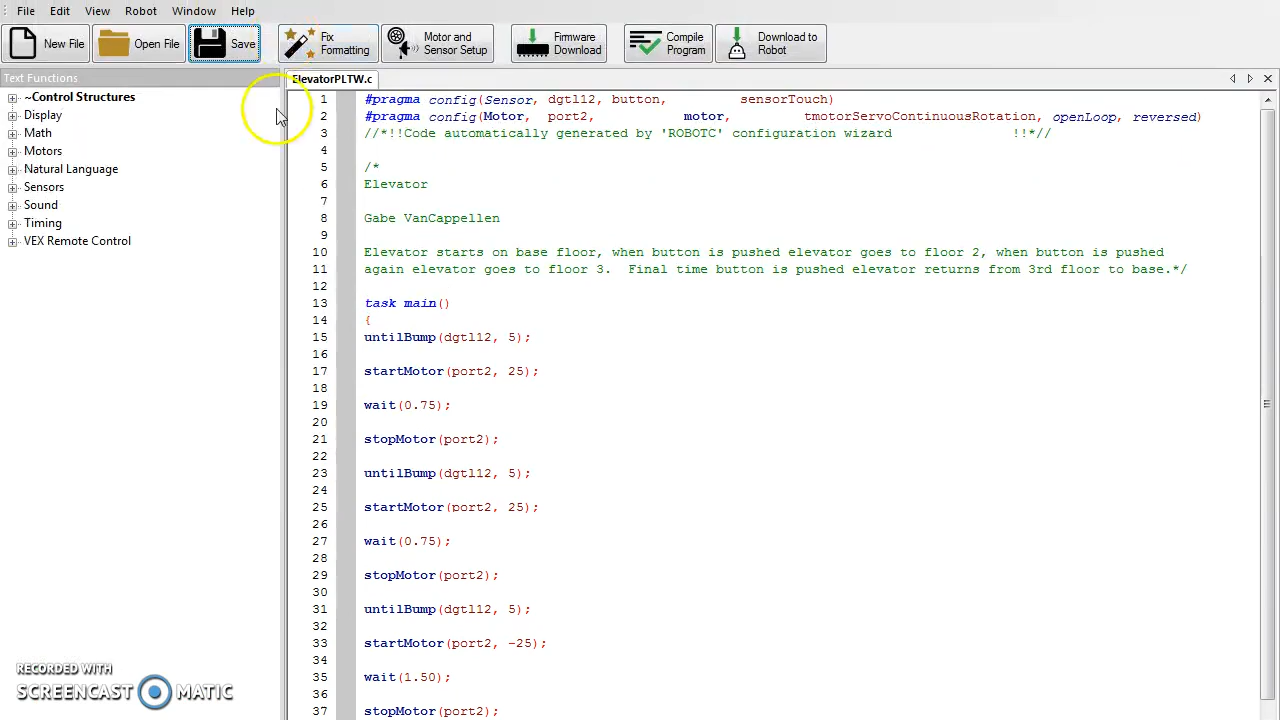 File Edit View Robot Window Help
New File Open File Save Fix Formatting Motor and Sensor Setup Firmware Download Compile Program Download to Robot
Text Functions
ElevatorPLTW.c
~Control Structures
Display
Math
Motors
Natural Language
Sensors
Sound
Timing
VEX Remote Control
1 #pragma config(Sensor, dgtl12, button, sensorTouch)
2 #pragma config(Motor, port2, motor, tmotorServoContinuousRotation, openLoop, reversed)
3 //*!!Code automatically generated by 'ROBOTC' configuration wizard !!*//
4
5 /*
6 Elevator
7
8 Gabe VanCappellen
9
10 Elevator starts on base floor, when button is pushed elevator goes to floor 2, when button is pushed
11 again elevator goes to floor 3.  Final time button is pushed elevator returns from 3rd floor to base.*/
12
13 task main()
14 {
15 untilBump(dgtl12, 5);
16
17 startMotor(port2, 25);
18
19 wait(0.75);
20
21 stopMotor(port2);
22
23 untilBump(dgtl12, 5);
24
25 startMotor(port2, 25);
26
27 wait(0.75);
28
29 stopMotor(port2);
30
31 untilBump(dgtl12, 5);
32
33 startMotor(port2, -25);
34
35 wait(1.50);
36
37 stopMotor(port2);
RECORDED WITH
SCREENCAST MATIC